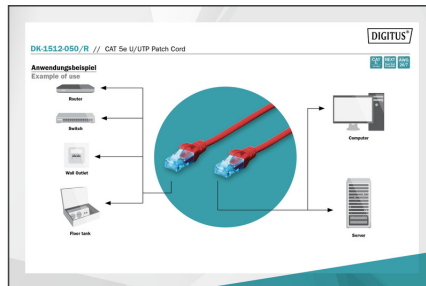 DIGITUS®
DK-1512-050/R // CAT 5e U/UTP Patch Cord
Anwendungsbeispiel
Example of use
Router
Switch
Wall Outlet
Floor tank
Computer
Server